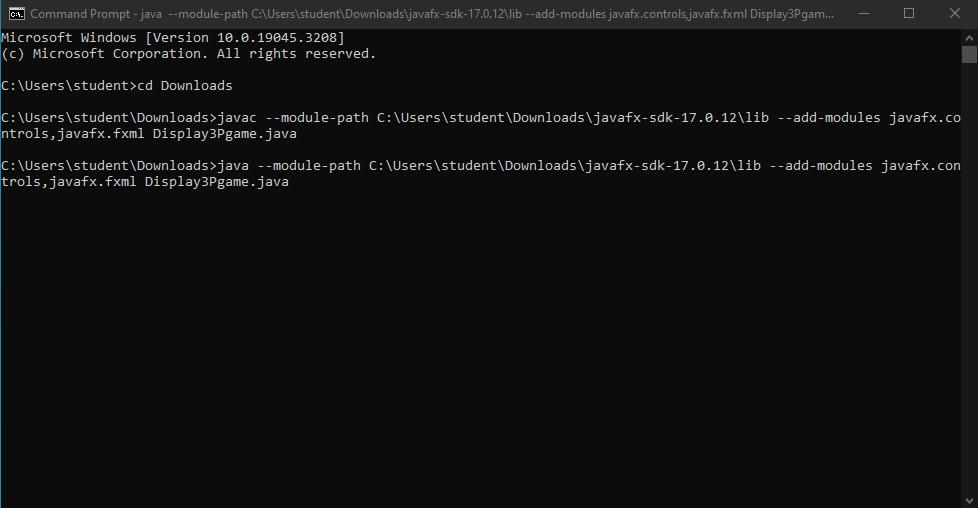 Command Prompt - java --module-path C:\Users\student\Downloads\javafx-sdk-17.0.12\lib --add-modules javafx.controls,javafx.fxml Display3Pgam...
Microsoft Windows [Version 10.0.19045.3208]
(c) Microsoft Corporation. All rights reserved.
C:\Users\student>cd Downloads
C:\Users\student\Downloads>javac --module-path C:\Users\student\Downloads\javafx-sdk-17.0.12\lib --add-modules javafx.co
ntrols,javafx.fxml Display3Pgame.java
C:\Users\student\Downloads>java --module-path C:\Users\student\Downloads\javafx-sdk-17.0.12\lib --add-modules javafx.con
trols,javafx.fxml Display3Pgame.java